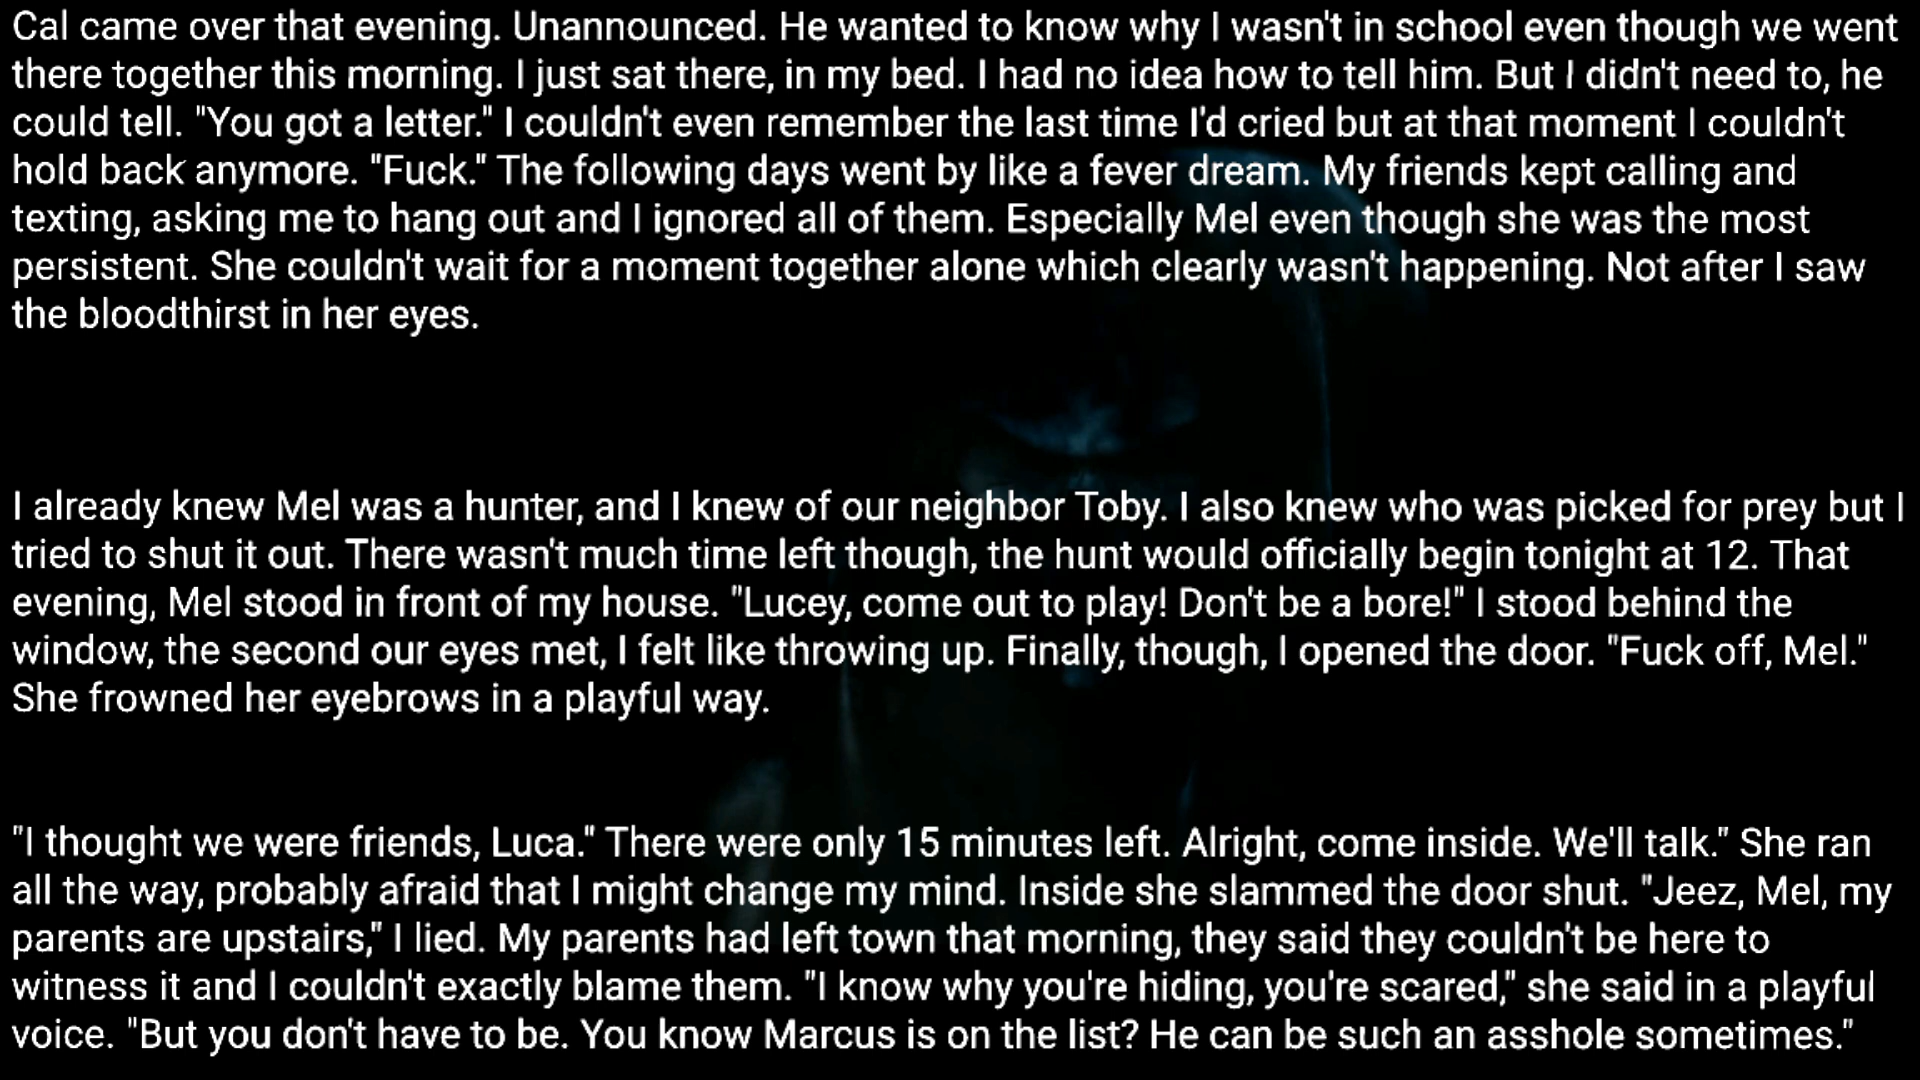 Cal came over that evening. Unannounced. He wanted to know why I wasn't in school even though we went
there together this morning. I just sat there, in my bed. I had no idea how to tell him. But I didn't need to, he
could tell. "You got a letter." I couldn't even remember the last time I'd cried but at that moment I couldn't
hold back anymore. "Fuck." The following days went by like a fever dream. My friends kept calling and
texting, asking me to hang out and I ignored all of them. Especially Mel even though she was the most
persistent. She couldn't wait for a moment together alone which clearly wasn't happening. Not after I saw
the bloodthirst in her eyes.
I already knew Mel was a hunter, and I knew of our neighbor Toby. I also knew who was picked for prey but I
tried to shut it out. There wasn't much time left though, the hunt would officially begin tonight at 12. That
evening, Mel stood in front of my house. "Lucey, come out to play! Don't be a bore!" I stood behind the
window, the second our eyes met, I felt like throwing up. Finally, though, I opened the door. "Fuck off, Mel."
She frowned her eyebrows in a playful way.
"I thought we were friends, Luca." There were only 15 minutes left. Alright, come inside. We'll talk." She ran
all the way, probably afraid that I might change my mind. Inside she slammed the door shut. "Jeez, Mel, my
parents are upstairs," I lied. My parents had left town that morning, they said they couldn't be here to
witness it and I couldn't exactly blame them. "I know why you're hiding, you're scared," she said in a playful
voice. "But you don't have to be. You know Marcus is on the list? He can be such an asshole sometimes."